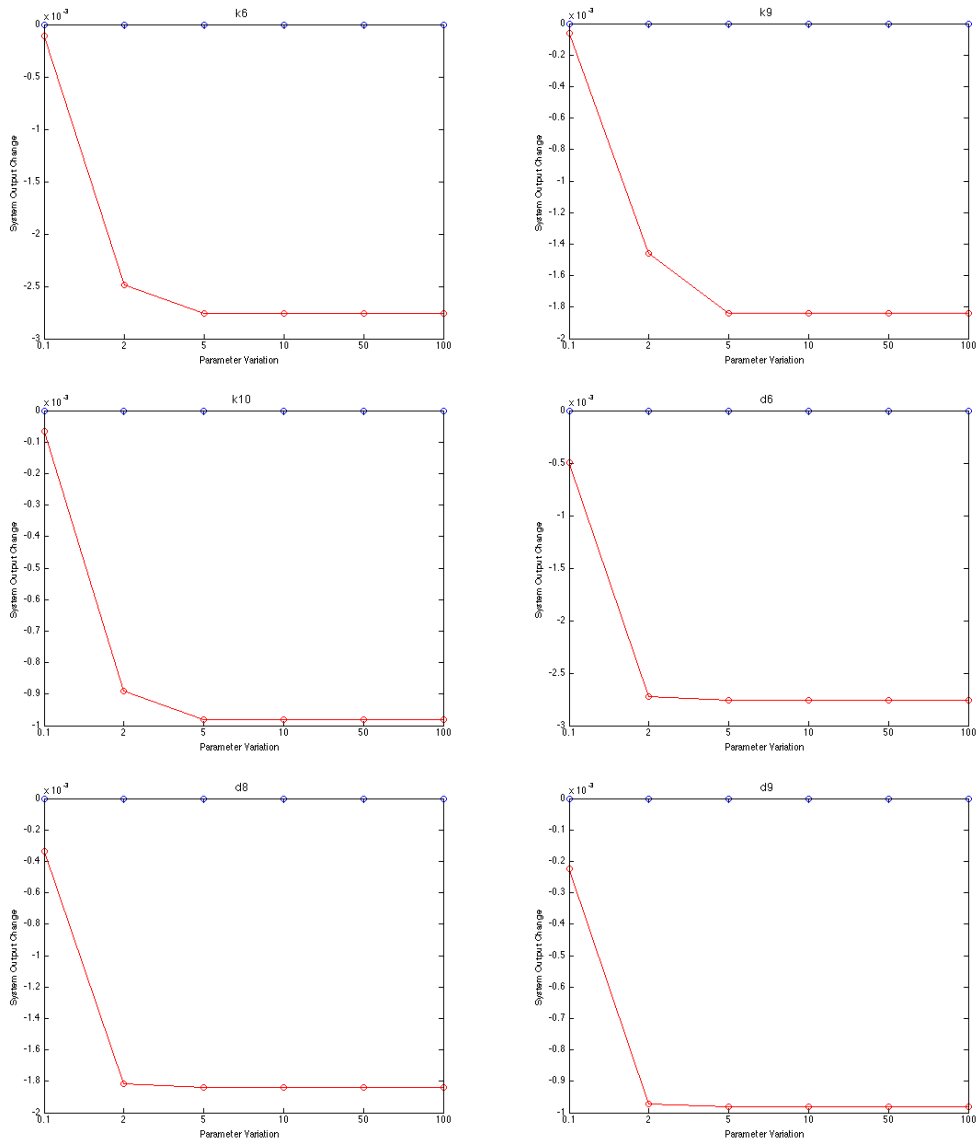 x 10⁻³
k6
0
-0.5
-1
-1.5
-2
-2.5
-3
System Output Change
0.1 2 5 10 50 100
Parameter Variation
x 10⁻³
k9
0
-0.2
-0.4
-0.6
-0.8
-1
-1.2
-1.4
-1.6
-1.8
-2
System Output Change
0.1 2 5 10 50 100
Parameter Variation
x 10⁻³
k10
0
-0.1
-0.2
-0.3
-0.4
-0.5
-0.6
-0.7
-0.8
-0.9
-1
System Output Change
0.1 2 5 10 50 100
Parameter Variation
x 10⁻³
d6
0
-0.5
-1
-1.5
-2
-2.5
-3
System Output Change
0.1 2 5 10 50 100
Parameter Variation
x 10⁻³
d8
0
-0.2
-0.4
-0.6
-0.8
-1
-1.2
-1.4
-1.6
-1.8
-2
System Output Change
0.1 2 5 10 50 100
Parameter Variation
x 10⁻³
d9
0
-0.1
-0.2
-0.3
-0.4
-0.5
-0.6
-0.7
-0.8
-0.9
-1
System Output Change
0.1 2 5 10 50 100
Parameter Variation